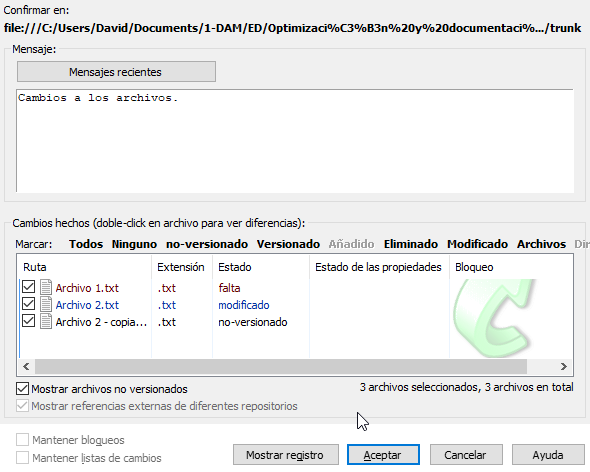 Confirmar en:
file:///C:/Users/David/Documents/1-DAM/ED/Optimizaci%C3%B3n%20y%20documentaci%.../trunk
Mensaje:
Mensajes recientes
Cambios a los archivos.
Cambios hechos (doble-click en archivo para ver diferencias):
Marcar: Todos Ninguno no-versionado Versionado Añadido Eliminado Modificado Archivos Dir
Ruta Extensión Estado Estado de las propiedades Bloqueo
Archivo 1.txt .txt falta
Archivo 2.txt .txt modificado
Archivo 2 - copia... .txt no-versionado
Mostrar archivos no versionados 3 archivos seleccionados, 3 archivos en total
Mostrar referencias externas de diferentes repositorios
Mantener bloqueos
Mantener listas de cambios
Mostrar registro Aceptar Cancelar Ayuda